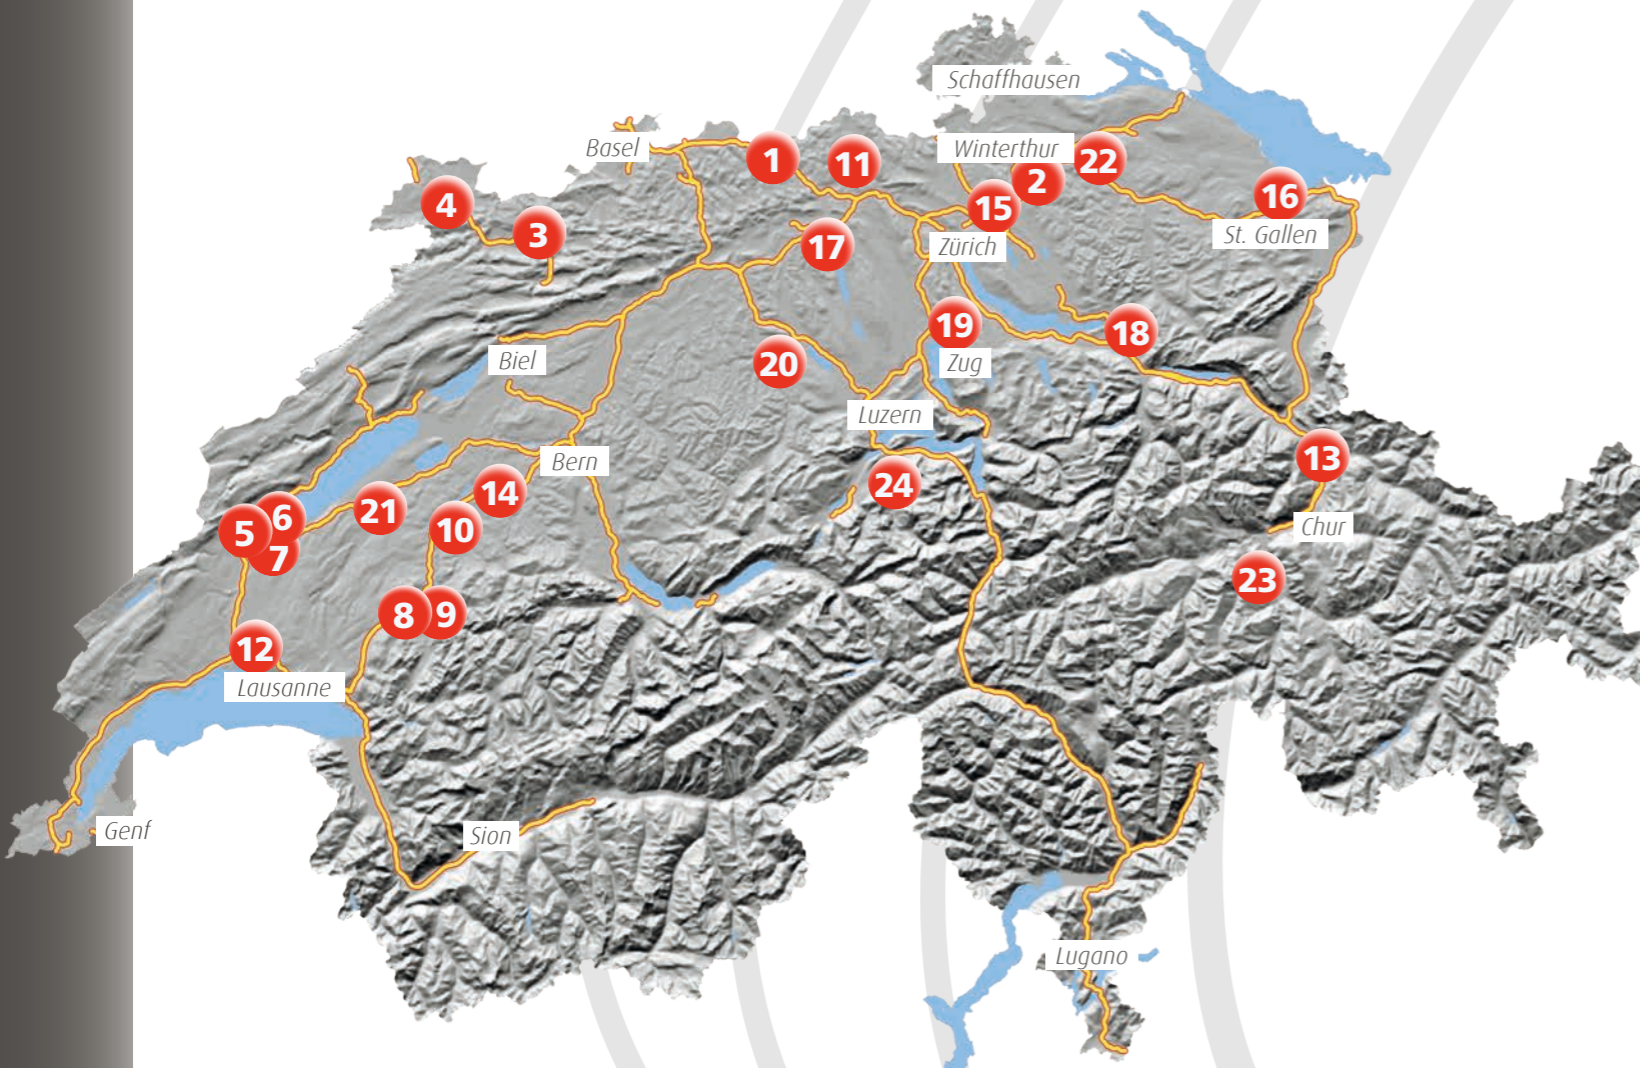 Schaffhausen
Basel
1
11
Winterthur
22
2
4
15
16
3
17
Zürich
St. Gallen
19
18
Biel
20
Zug
Luzern
Bern
13
24
14
21
6
5
10
7
Chur
23
8
9
12
Lausanne
Genf
Sion
Lugano